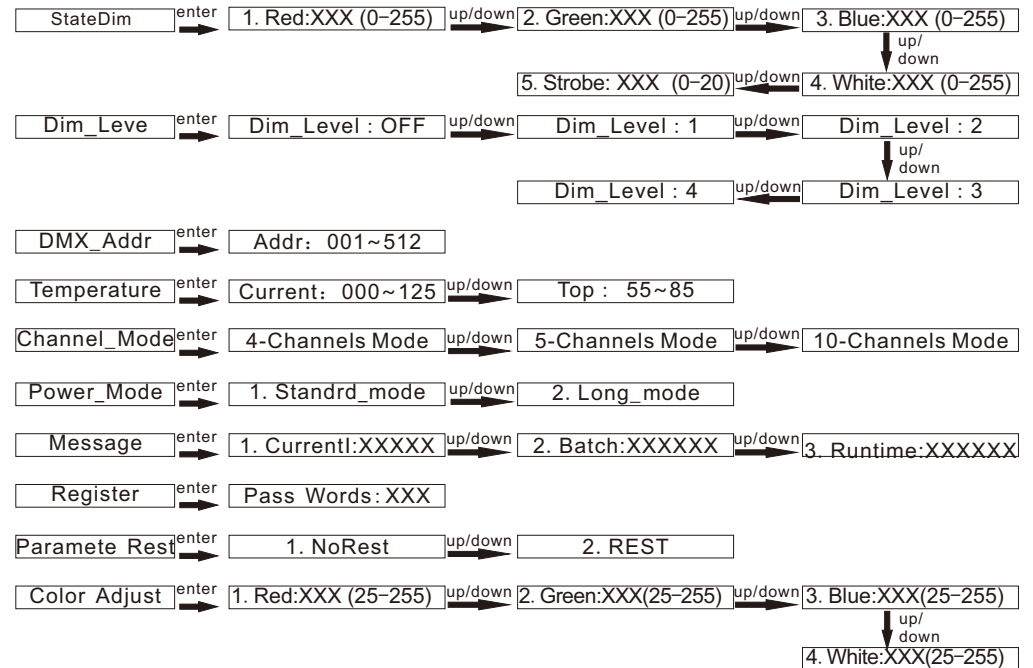 StateDim enter 1. Red:XXX (0-255) up/down 2. Green:XXX (0-255) up/down 3. Blue:XXX (0-255)
up/
down
5. Strobe: XXX (0-20) up/down 4. White:XXX (0-255)
Dim_Leve enter Dim_Level : OFF up/down Dim_Level : 1 up/down Dim_Level : 2
up/
down
Dim_Level : 4 up/down Dim_Level : 3
DMX_Addr enter Addr: 001~512
Temperature enter Current: 000~125 up/down Top : 55~85
Channel_Mode enter 4-Channels Mode up/down 5-Channels Mode up/down 10-Channels Mode
Power_Mode enter 1. Standrd_mode up/down 2. Long_mode
Message enter 1. CurrentI:XXXXX up/down 2. Batch:XXXXXX up/down 3. Runtime:XXXXXX
Register enter Pass Words: XXX
Paramete Rest enter 1. NoRest up/down 2. REST
Color Adjust enter 1. Red:XXX (25-255) up/down 2. Green:XXX(25-255) up/down 3. Blue:XXX(25-255)
up/
down
4. White:XXX(25-255)